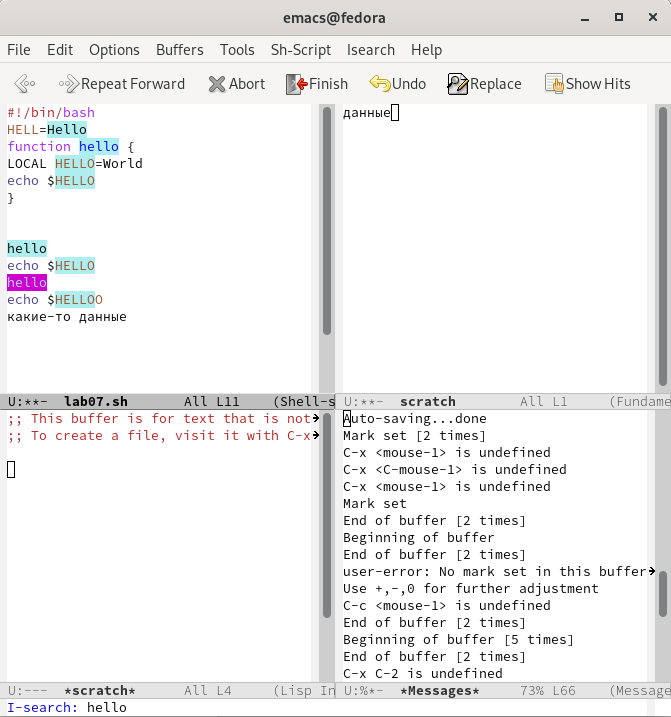 emacs@fedora
File Edit Options Buffers Tools Sh-Script Isearch Help
Repeat Forward Abort Finish Undo Replace Show Hits
#!/bin/bash
HELL=Hello
function hello {
LOCAL HELLO=World
echo $HELLO
}
hello
echo $HELLO
hello
echo $HELLOO
какие-то данные
U:**- lab07.sh All L11 (Shell-s
данные
U:**- scratch All L1 (Fundame
;; This buffer is for text that is not
;; To create a file, visit it with C-x
U:--- *scratch* All L4 (Lisp In
Auto-saving...done
Mark set [2 times]
C-x <mouse-1> is undefined
C-x <C-mouse-1> is undefined
C-x <mouse-1> is undefined
Mark set
End of buffer [2 times]
Beginning of buffer
End of buffer [2 times]
user-error: No mark set in this buffer
Use +,-,0 for further adjustment
C-c <mouse-1> is undefined
End of buffer [2 times]
Beginning of buffer [5 times]
End of buffer [2 times]
C-x C-2 is undefined
U:%*- *Messages* 73% L66 (Message
I-search: hello